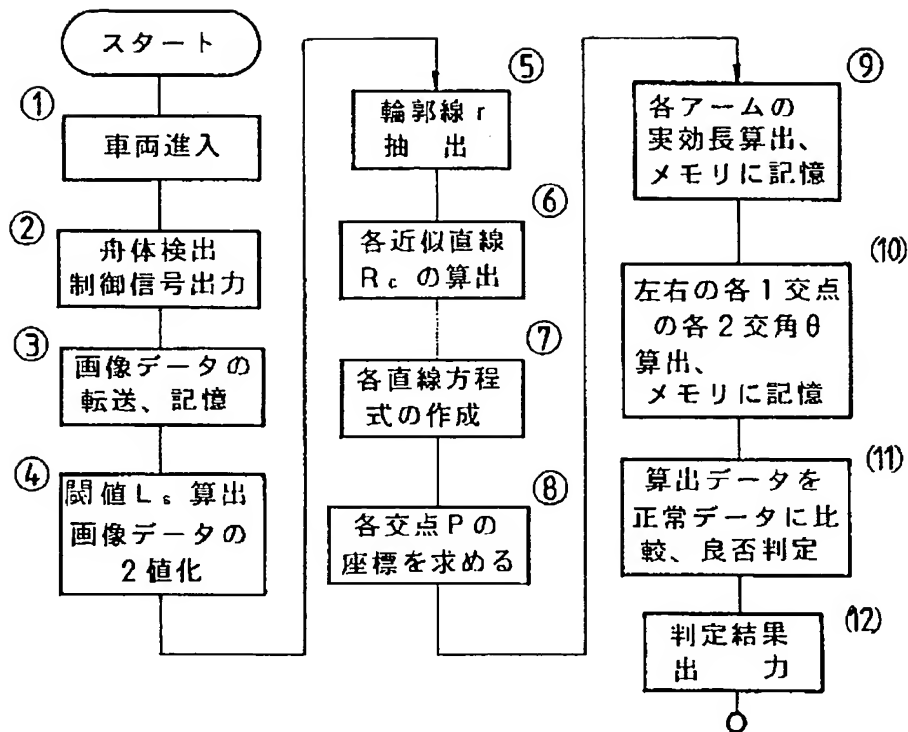 スタート
①
車両進入
②
舟体検出
制御信号出力
③
画像データの
転送、記憶
④
閾値Ls算出
画像データの
2値化
⑤
輪郭線r
抽出
⑥
各近似直線
Rcの算出
⑦
各直線方程
式の作成
⑧
各交点Pの
座標を求める
⑨
各アームの
実効長算出、
メモリに記憶
(10)
左右の各1交点
の各2交角θ
算出、
メモリに記憶
(11)
算出データを
正常データに比
較、良否判定
(12)
判定結果
出力